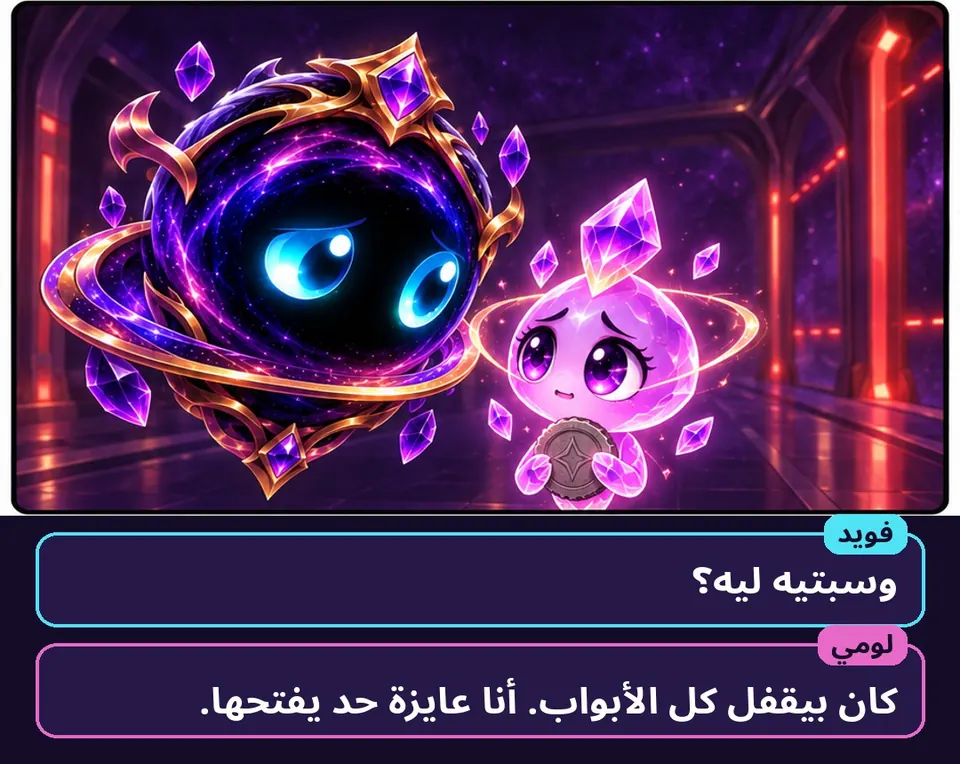 فويد
وسبتيه ليه؟
لومي
كان بيقفل كل الأبواب. أنا عايزة حد يفتحها.